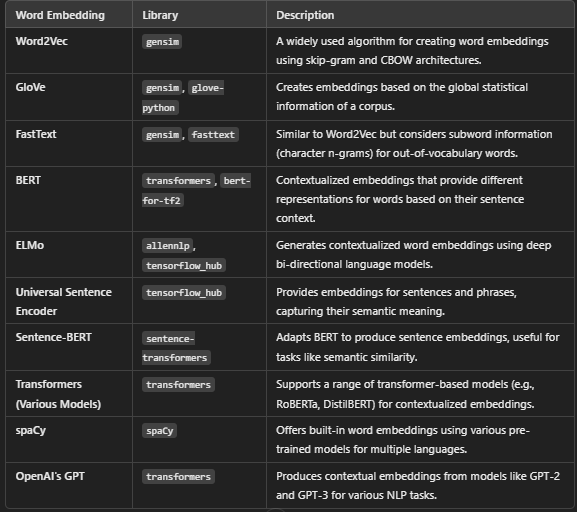 Word Embedding Library Description
Word2Vec gensim A widely used algorithm for creating word embeddings
using skip-gram and CBOW architectures.
GloVe gensim, glove- Creates embeddings based on the global statistical
python information of a corpus.
FastText gensim, fasttext Similar to Word2Vec but considers subword information
(character n-grams) for out-of-vocabulary words.
BERT transformers, bert- Contextualized embeddings that provide different
for-tf2 representations for words based on their sentence
context.
ELMo allennlp, Generates contextualized word embeddings using deep
tensorflow_hub bi-directional language models.
Universal Sentence tensorflow_hub Provides embeddings for sentences and phrases,
Encoder capturing their semantic meaning.
Sentence-BERT sentence- Adapts BERT to produce sentence embeddings, useful for
transformers tasks like semantic similarity.
Transformers transformers Supports a range of transformer-based models (e.g.,
(Various Models) RoBERTa, DistilBERT) for contextualized embeddings.
spaCy spaCy Offers built-in word embeddings using various pre-
trained models for multiple languages.
OpenAI's GPT transformers Produces contextual embeddings from models like GPT-2
and GPT-3 for various NLP tasks.